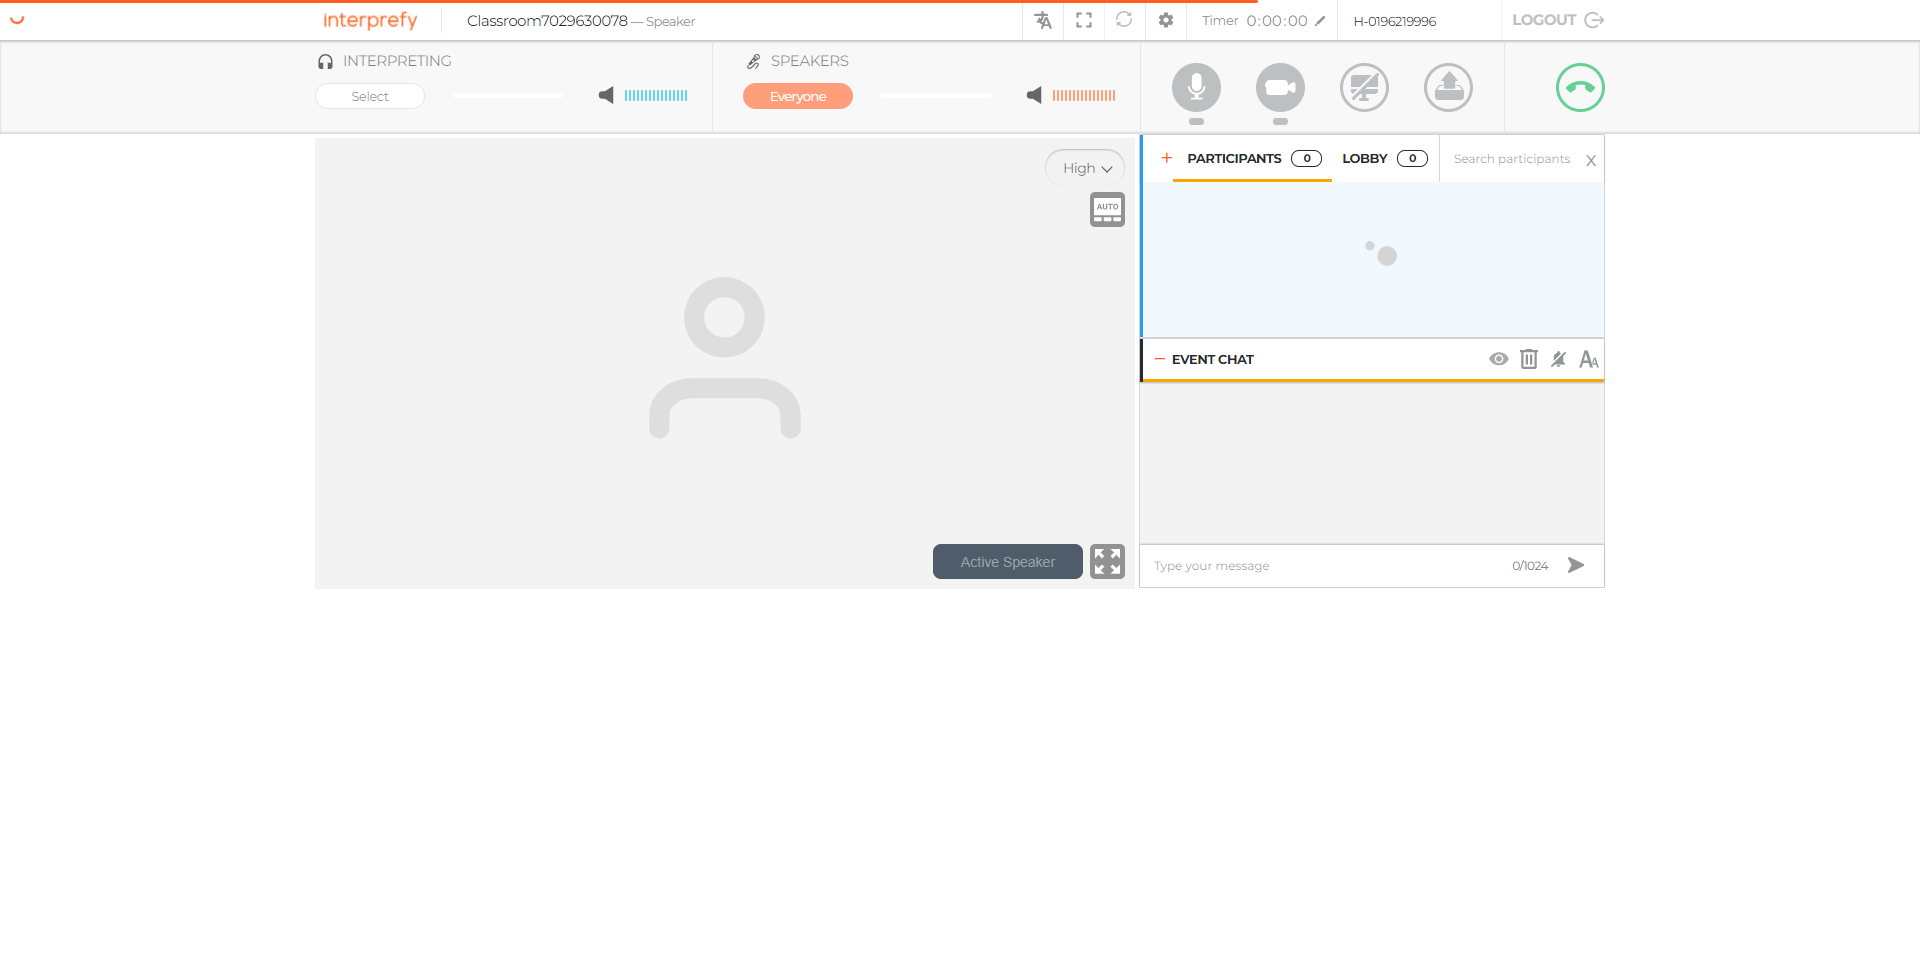 interprefy
Classroom7029630078 — Speaker
Timer 0:00:00
H-0196219996
LOGOUT
INTERPRETING
Select
SPEAKERS
Everyone
High
AUTO
Active Speaker
+ PARTICIPANTS 0 LOBBY 0
Search participants X
− EVENT CHAT
Type your message
0/1024